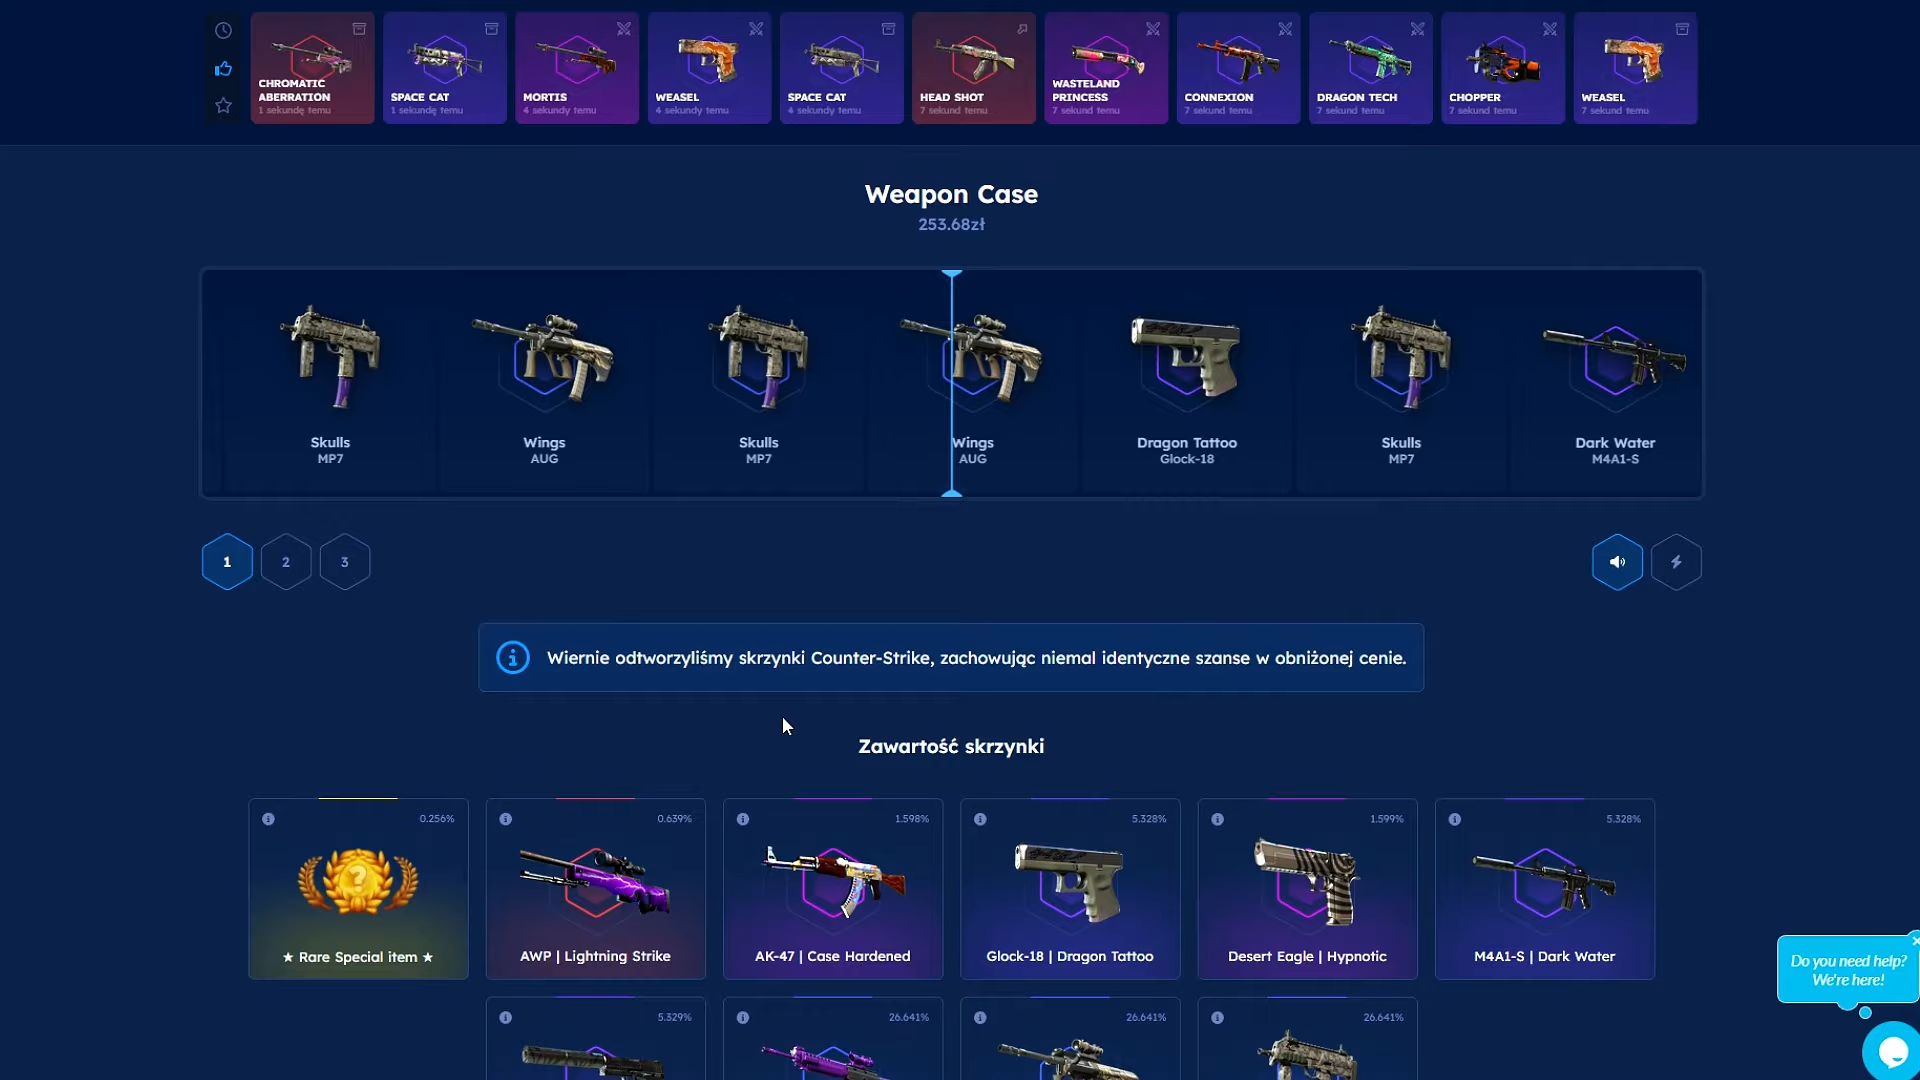 CHROMATIC
ABERRATION
1 sekundę temu
SPACE CAT
1 sekundę temu
MORTIS
4 sekundy temu
WEASEL
4 sekundy temu
SPACE CAT
4 sekundy temu
HEAD SHOT
7 sekund temu
WASTELAND
PRINCESS
7 sekund temu
CONNEXION
7 sekund temu
DRAGON TECH
7 sekund temu
CHOPPER
7 sekund temu
WEASEL
7 sekund temu
Weapon Case
253.68zł
Skulls
MP7
Wings
AUG
Skulls
MP7
Wings
AUG
Dragon Tattoo
Glock-18
Skulls
MP7
Dark Water
M4A1-S
1
2
3
Wiernie odtworzyliśmy skrzynki Counter-Strike, zachowując niemal identyczne szanse w obniżonej cenie.
Zawartość skrzynki
0.256%
★ Rare Special item ★
0.639%
AWP | Lightning Strike
1.598%
AK-47 | Case Hardened
5.328%
Glock-18 | Dragon Tattoo
1.599%
Desert Eagle | Hypnotic
5.328%
M4A1-S | Dark Water
5.329%
26.641%
26.641%
26.641%
Do you need help?
We're here!